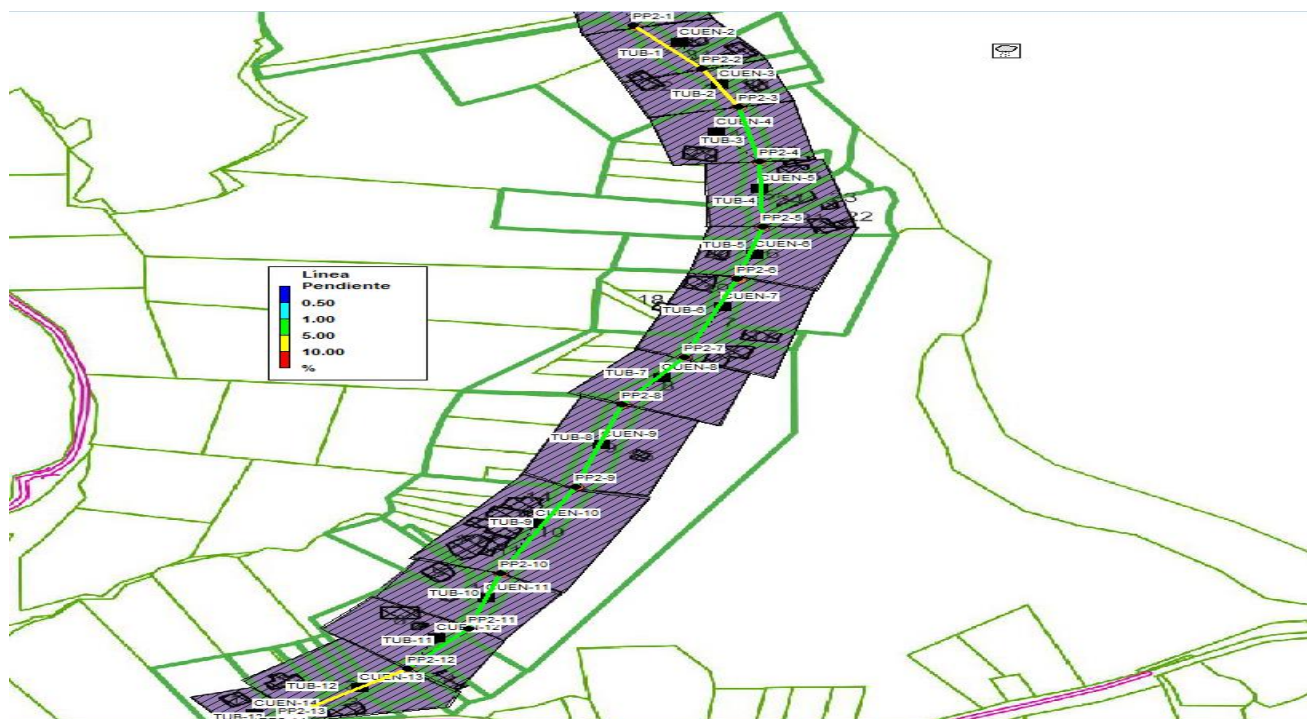 PP2-1
CUEN-2
TUB-1
PP2-2
CUEN-3
TUB-2
PP2-3
CUEN-4
TUB-3
PP2-4
CUEN-5
TUB-4
22
PP2-5
TUB-5
CUEN-6
PP2-6
18
CUEN-7
TUB-6
PP2-7
TUB-7
CUEN-8
PP2-8
TUB-8
CUEN-9
PP2-9
CUEN-10
TUB-9
PP2-10
CUEN-11
TUB-10
PP2-11
CUEN-12
TUB-11
PP2-12
CUEN-13
TUB-12
CUEN-14
PP2-13
Línea
Pendiente
0.50
1.00
5.00
10.00
%